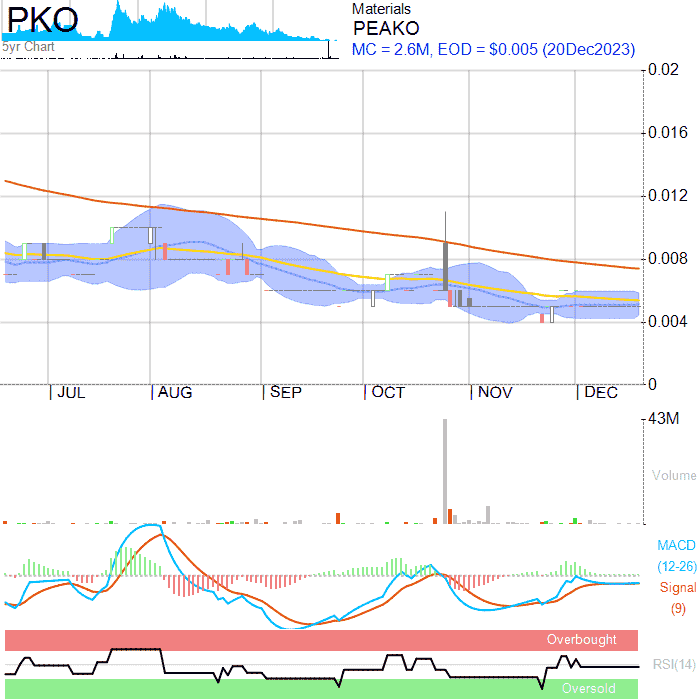 PKO
5yr Chart
Materials
PEAKO
MC = 2.6M, EOD = $0.005 (20Dec2023)
0.02
0.016
0.012
0.008
0.004
0
JUL AUG SEP OCT NOV DEC
43M
Volume
MACD
(12-26)
Signal
(9)
Overbought
RSI(14)
Oversold